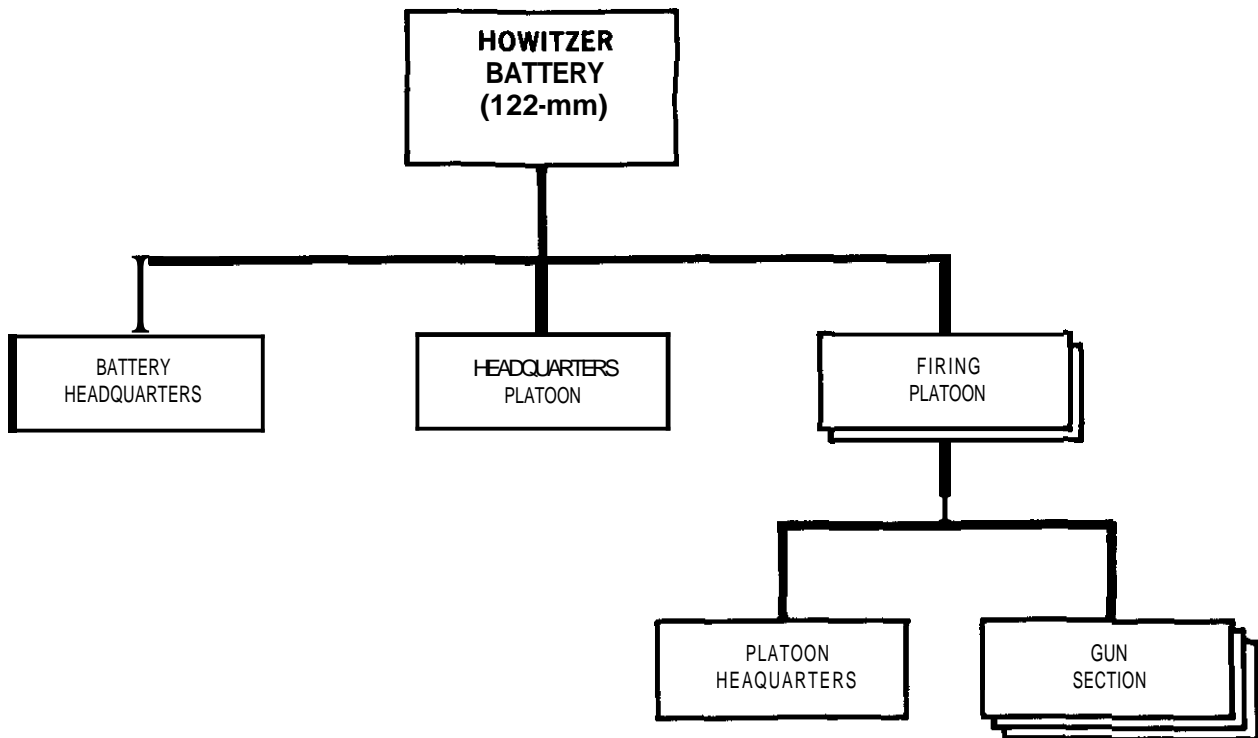 HOWITZER
BATTERY
(122-mm)
BATTERY
HEADQUARTERS
HEADQUARTERS
PLATOON
FIRING
PLATOON
PLATOON
HEAQUARTERS
GUN
SECTION